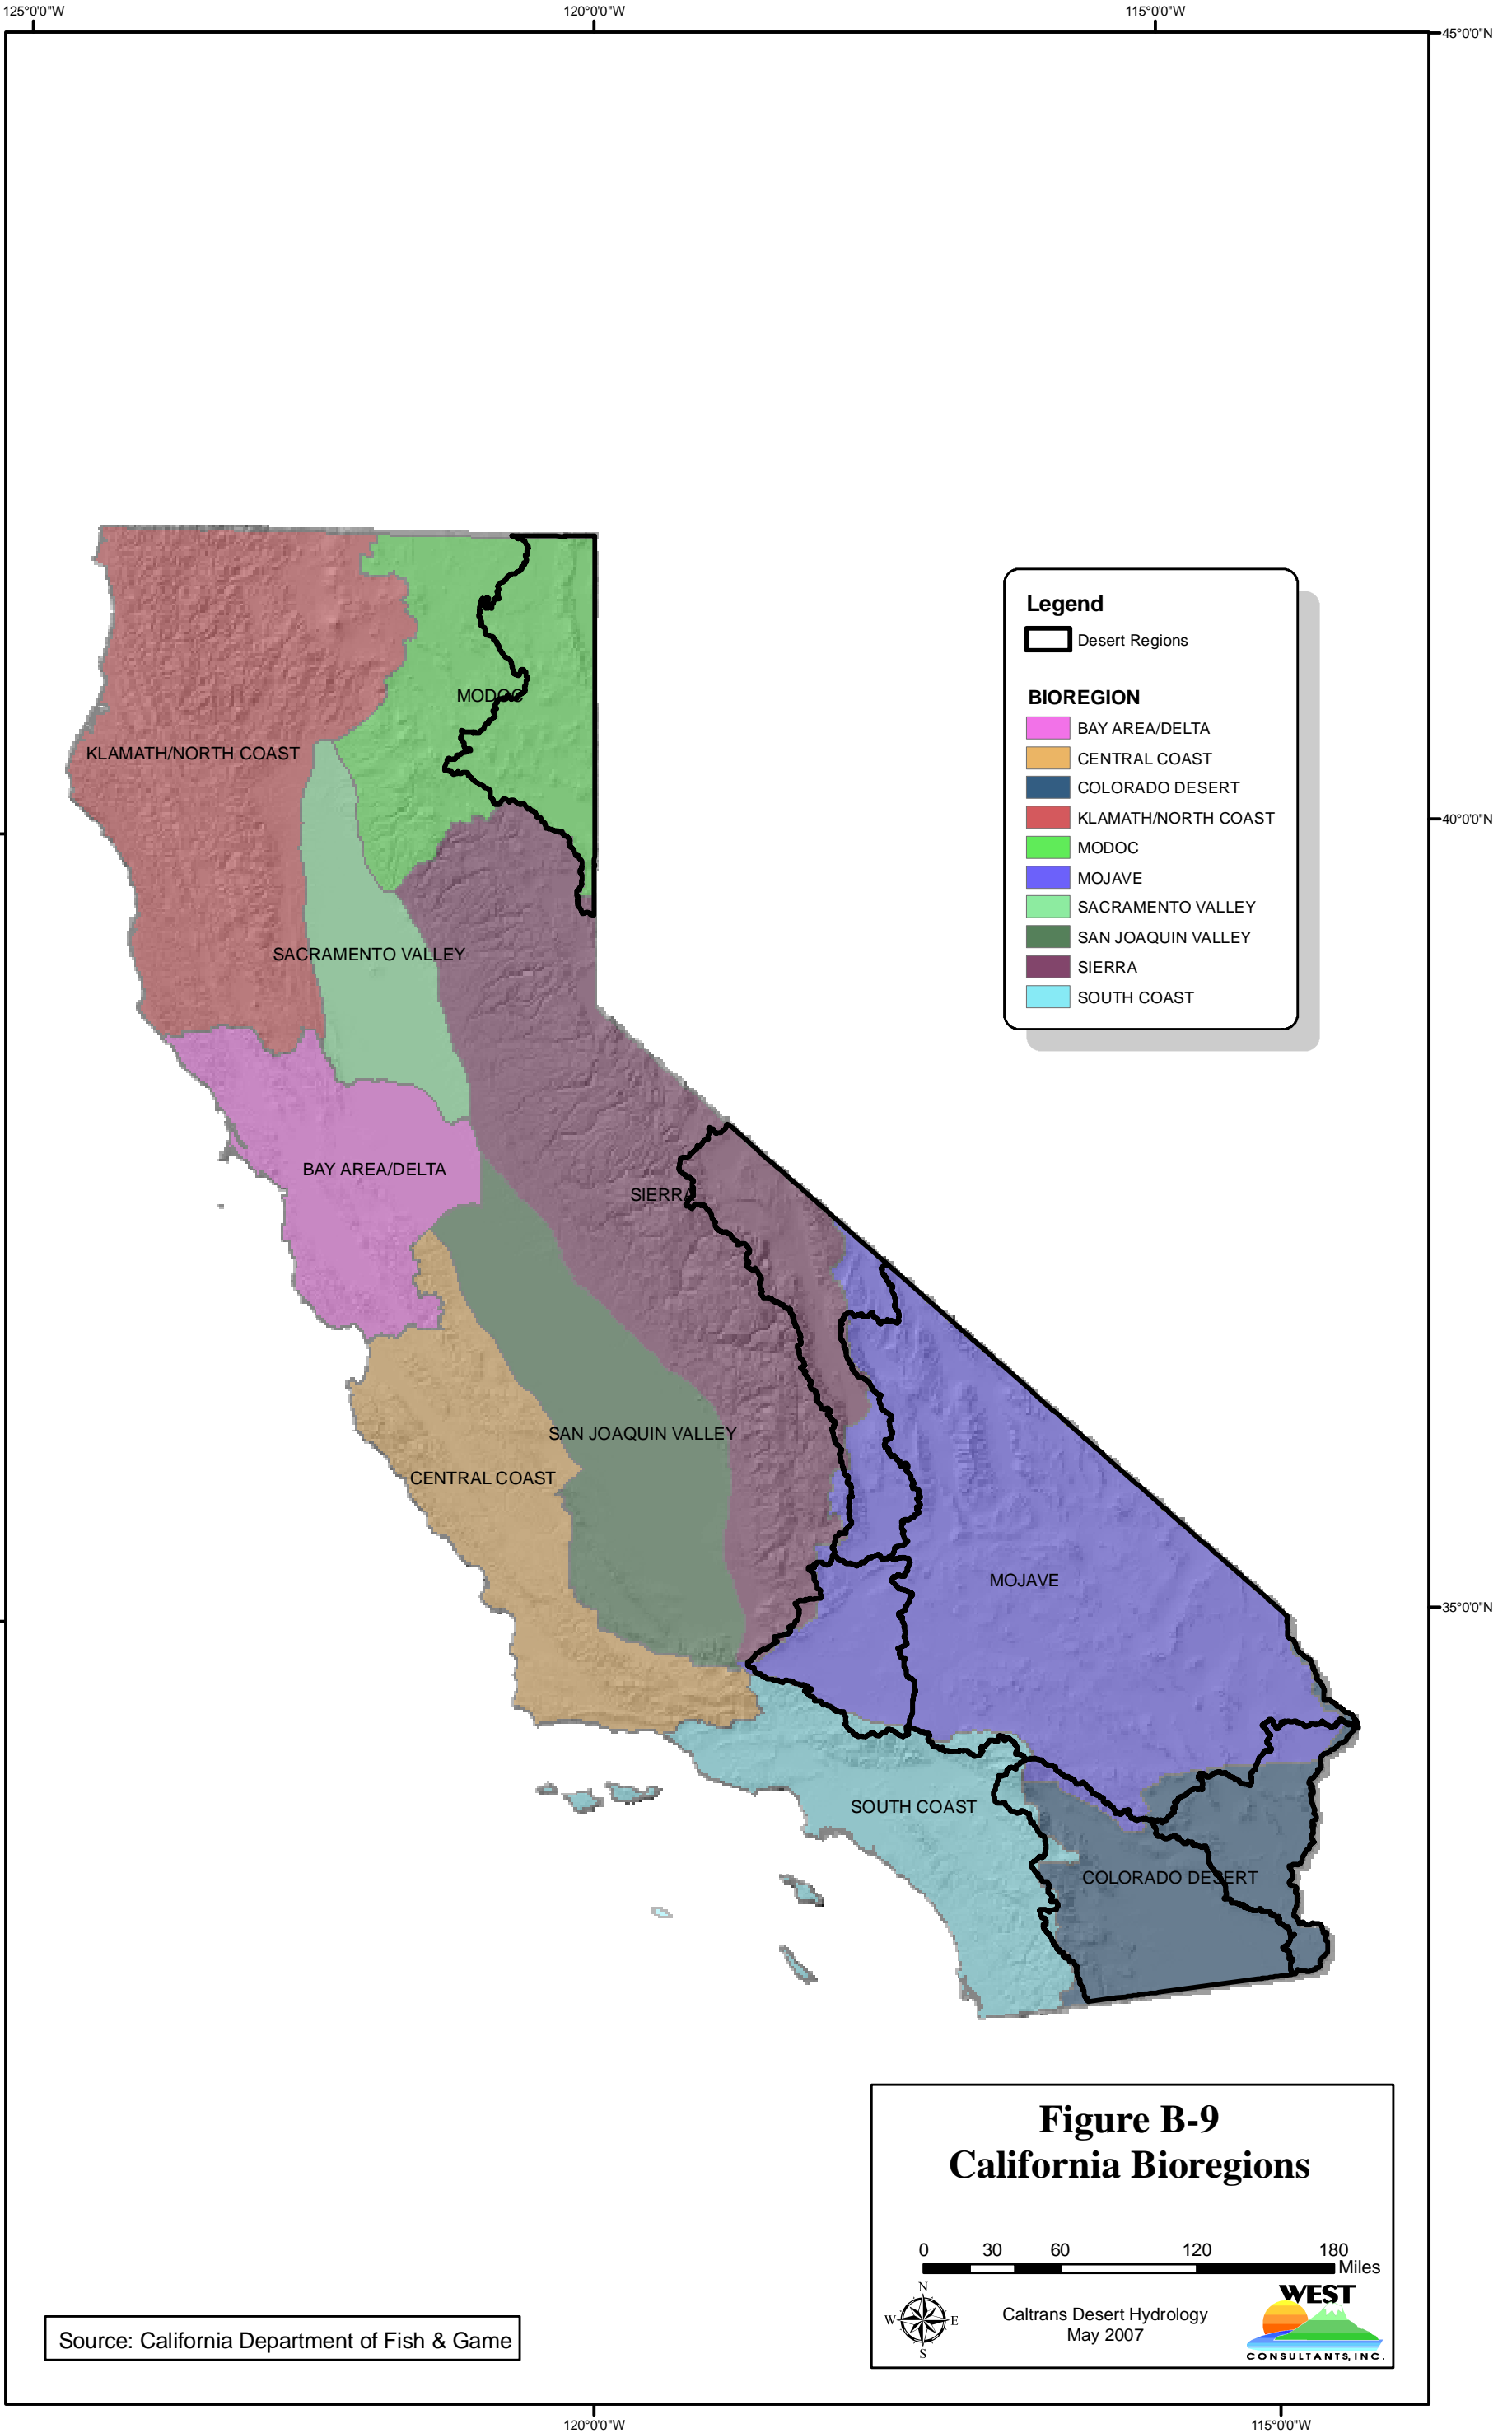 125°0'0"W
120°0'0"W
115°0'0"W
45°0'0"N
Legend
Desert Regions
BIOREGION
BAY AREA/DELTA
CENTRAL COAST
COLORADO DESERT
KLAMATH/NORTH COAST
MODOC
MOJAVE
SACRAMENTO VALLEY
SAN JOAQUIN VALLEY
SIERRA
SOUTH COAST
MODOC
KLAMATH/NORTH COAST
40°0'0"N
SACRAMENTO VALLEY
BAY AREA/DELTA
SIERRA
SAN JOAQUIN VALLEY
CENTRAL COAST
MOJAVE
35°0'0"N
SOUTH COAST
COLORADO DESERT
Figure B-9
California Bioregions
0 30 60 120 180
Miles
N
W E
S
Caltrans Desert Hydrology
May 2007
WEST
CONSULTANTS, INC.
Source: California Department of Fish & Game
120°0'0"W
115°0'0"W